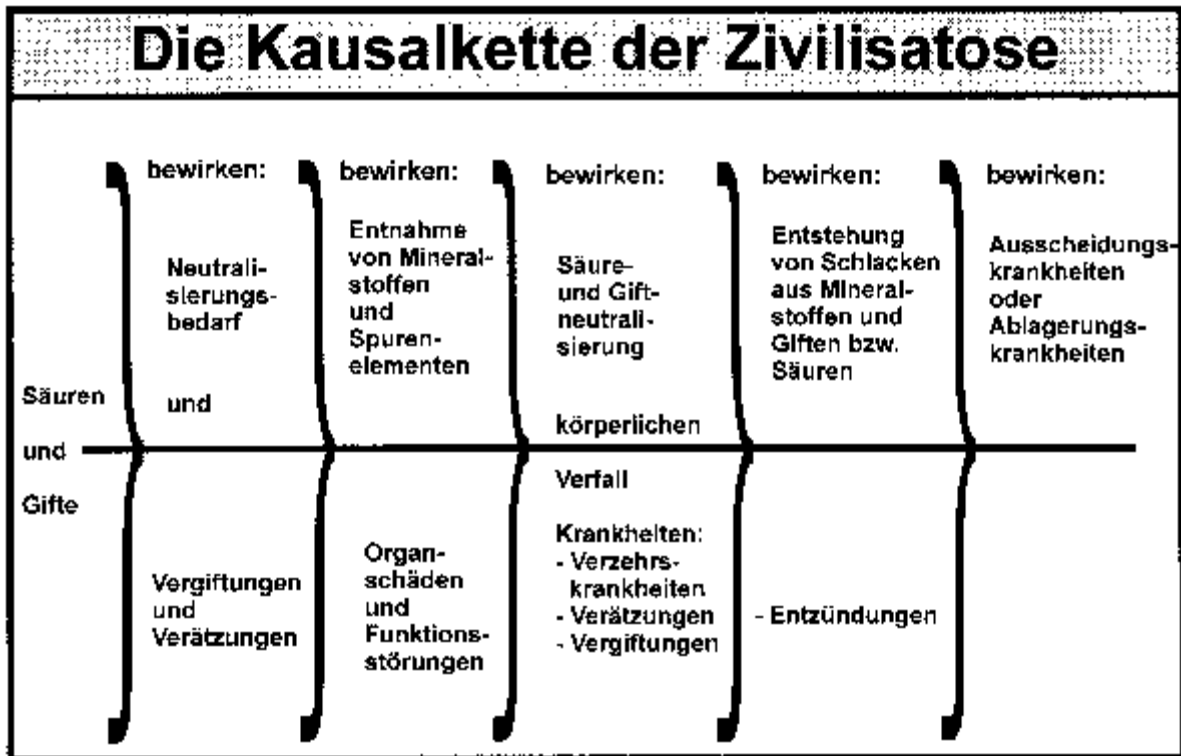 Die Kausalkette der Zivilisatose
Säuren
und
Gifte
bewirken:
Neutrali-
sierungs-
bedarf
und
Vergiftungen
und
Verätzungen
bewirken:
Entnahme
von Mineral-
stoffen
und
Spuren-
elementen
Organ-
schäden
und
Funktions-
störungen
bewirken:
Säure-
und Gift-
neutrali-
sierung
körperlichen
Verfall
Krankheiten:
- Verzehrs-
krankheiten
- Verätzungen
- Vergiftungen
bewirken:
Entstehung
von Schlacken
aus Mineral-
stoffen und
Giften bzw.
Säuren
- Entzündungen
bewirken:
Ausscheidungs-
krankheiten
oder
Ablagerungs-
krankheiten